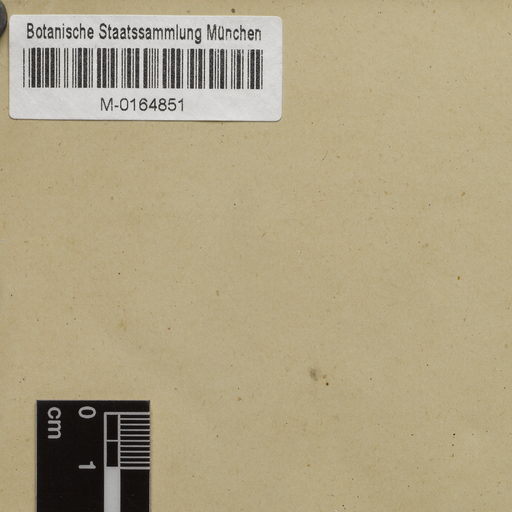 Botanische Staatssammlung München
M-0164851
0
1
cm